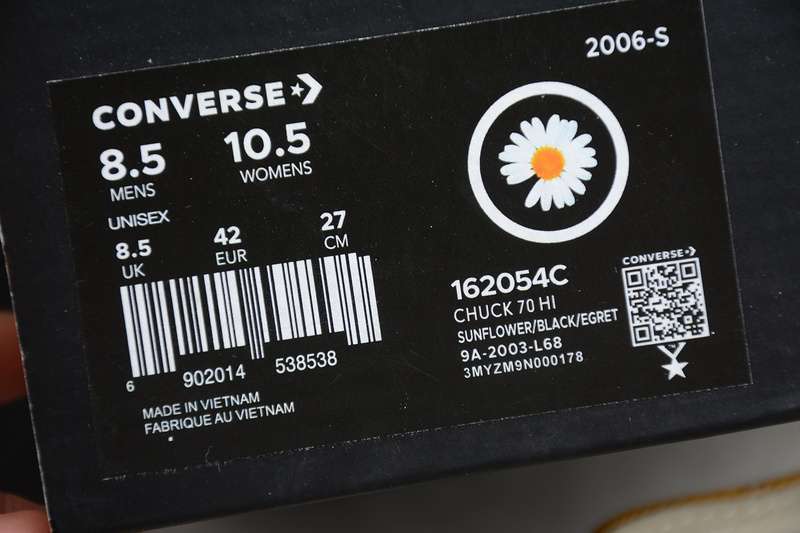 2006-S
CONVERSE
8.5 10.5
MENS WOMENS
UNISEX
8.5 42 27
UK EUR CM
6 902014 538538
MADE IN VIETNAM
FABRIQUE AU VIETNAM
162054C
CHUCK 70 HI
SUNFLOWER/BLACK/EGRET
9A-2003-L68
3MYZM9N000178
CONVERSE